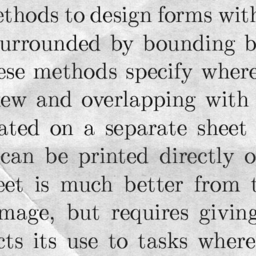 ethods to design forms with
urrounded by bounding b
ese methods specify where
ew and overlapping with
ated on a separate sheet
can be printed directly o
eet is much better from t
mage, but requires giving
cts its use to tasks where